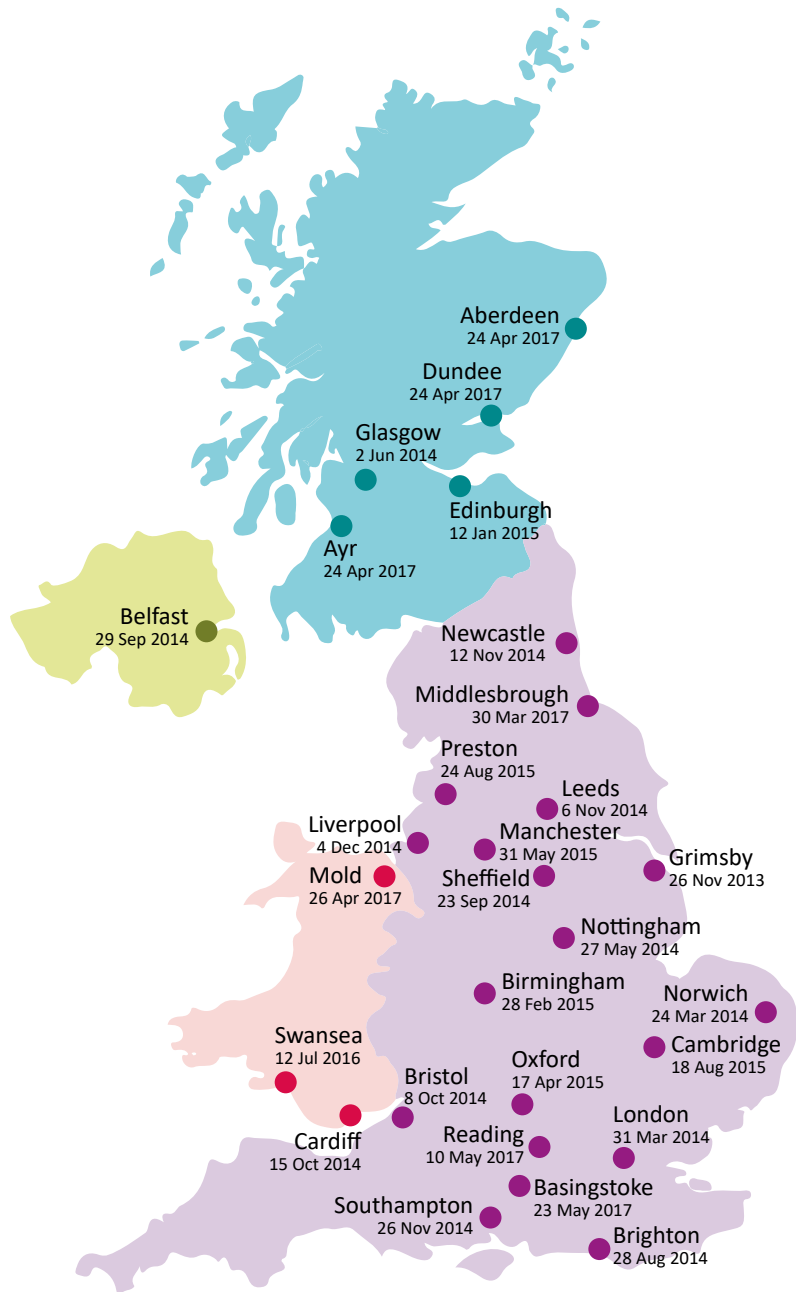 Aberdeen
24 Apr 2017
Dundee
24 Apr 2017
Glasgow
2 Jun 2014
Edinburgh
12 Jan 2015
Ayr
24 Apr 2017
Belfast
29 Sep 2014
Newcastle
12 Nov 2014
Middlesbrough
30 Mar 2017
Preston
24 Aug 2015
Leeds
6 Nov 2014
Liverpool
4 Dec 2014
Manchester
31 May 2015
Grimsby
26 Nov 2013
Mold
26 Apr 2017
Sheffield
23 Sep 2014
Nottingham
27 May 2014
Birmingham
28 Feb 2015
Norwich
24 Mar 2014
Swansea
12 Jul 2016
Cambridge
18 Aug 2015
Bristol
8 Oct 2014
Oxford
17 Apr 2015
London
31 Mar 2014
Cardiff
15 Oct 2014
Reading
10 May 2017
Basingstoke
23 May 2017
Southampton
26 Nov 2014
Brighton
28 Aug 2014